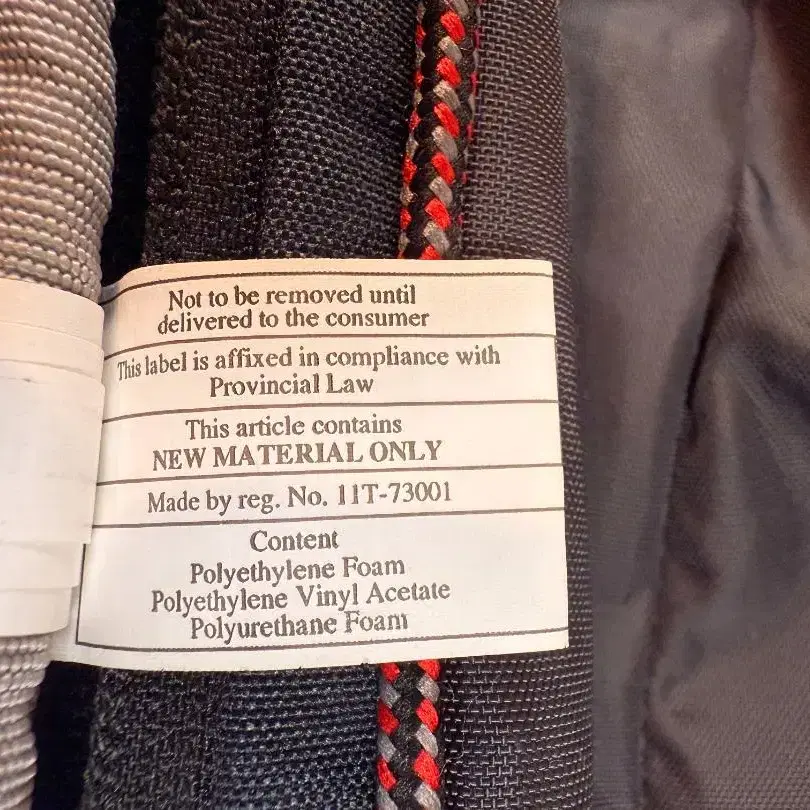 Not to be removed until
delivered to the consumer
This label is affixed in compliance with
Provincial Law
This article contains
NEW MATERIAL ONLY
Made by reg. No. 11T-73001
Content
Polyethylene Foam
Polyethylene Vinyl Acetate
Polyurethane Foam